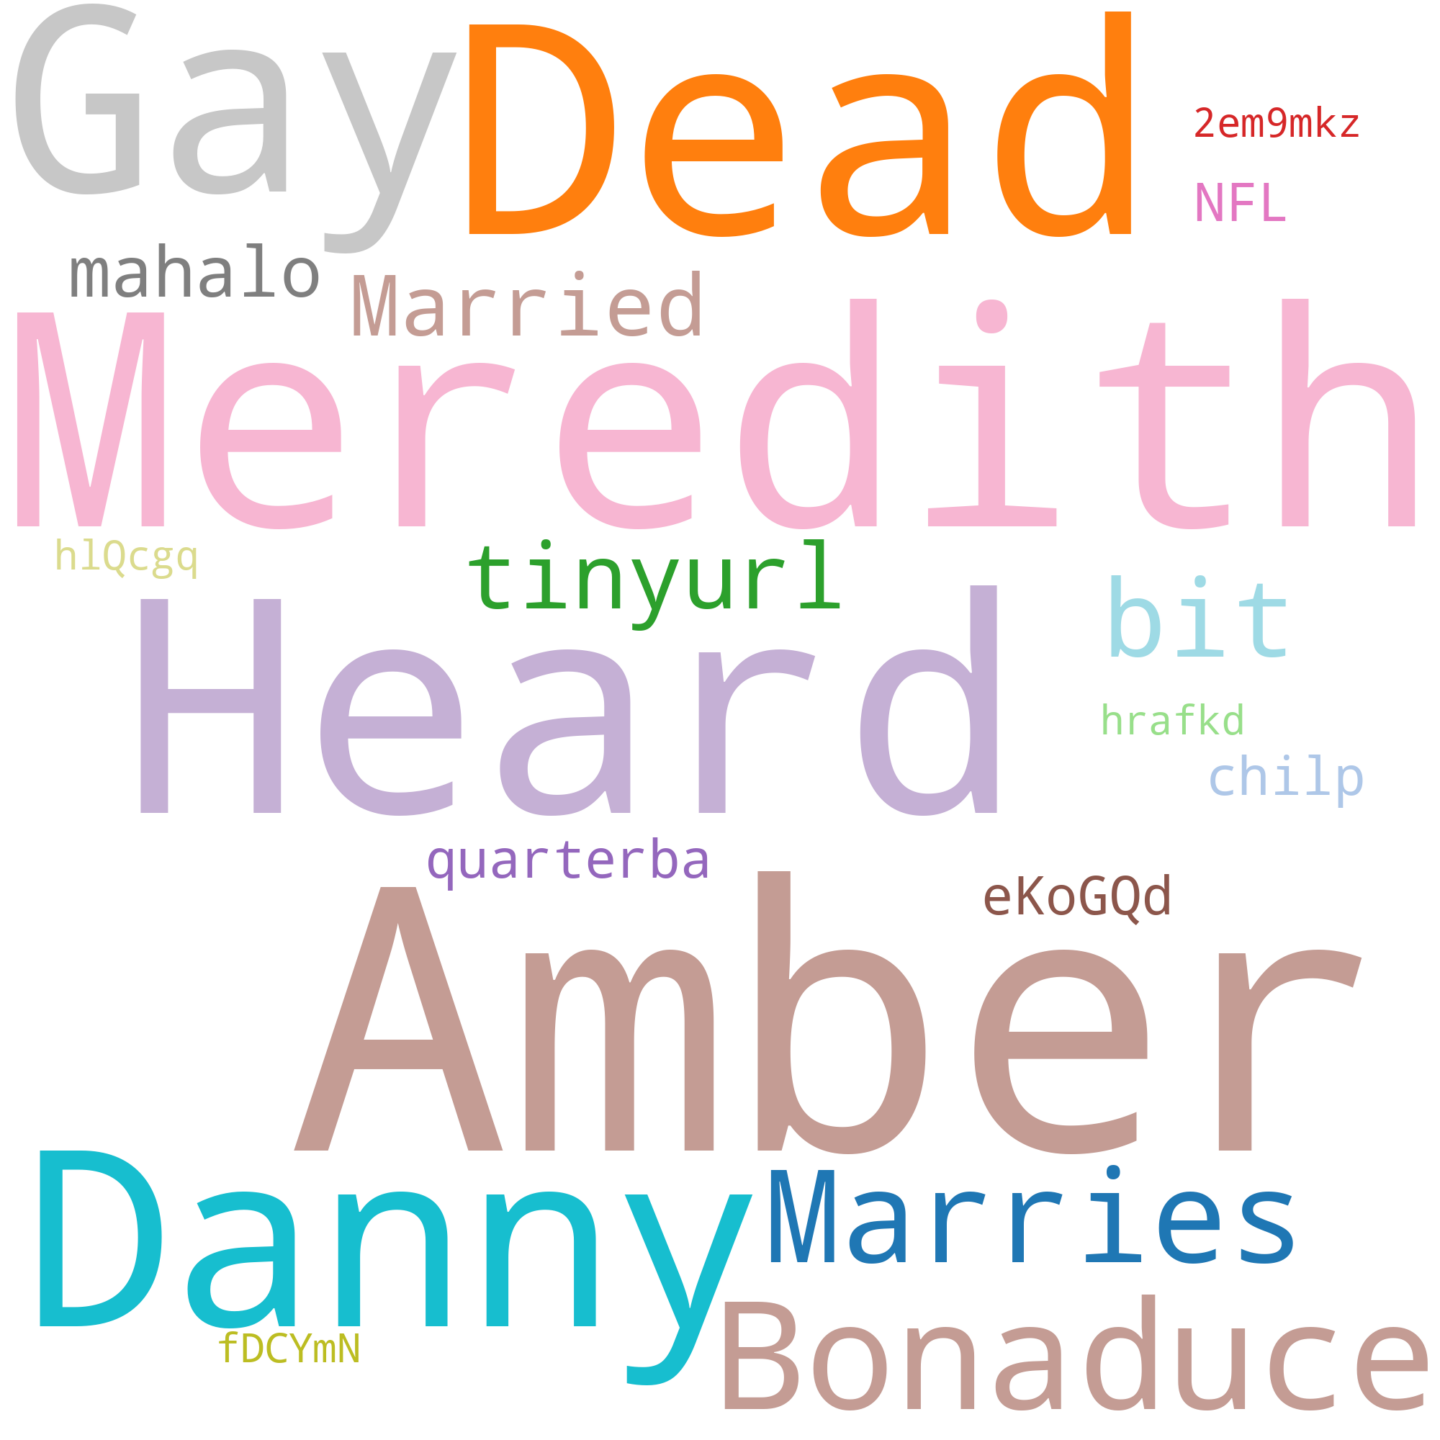 Gay Dead
2em9mkz
NFL
mahalo
Married
Meredith
hlQcgq
tinyurl
bit
Heard
hrafkd
chilp
quarterba
eKoGQd
Amber
Danny
Marries
Bonaduce
fDCYmN